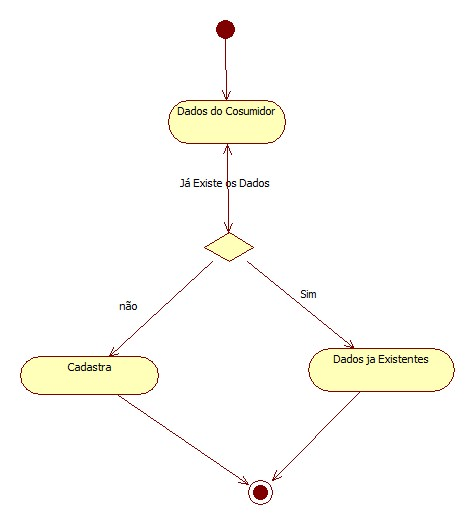 Dados do Cosumidor
Já Existe os Dados
não
Sim
Cadastra
Dados ja Existentes